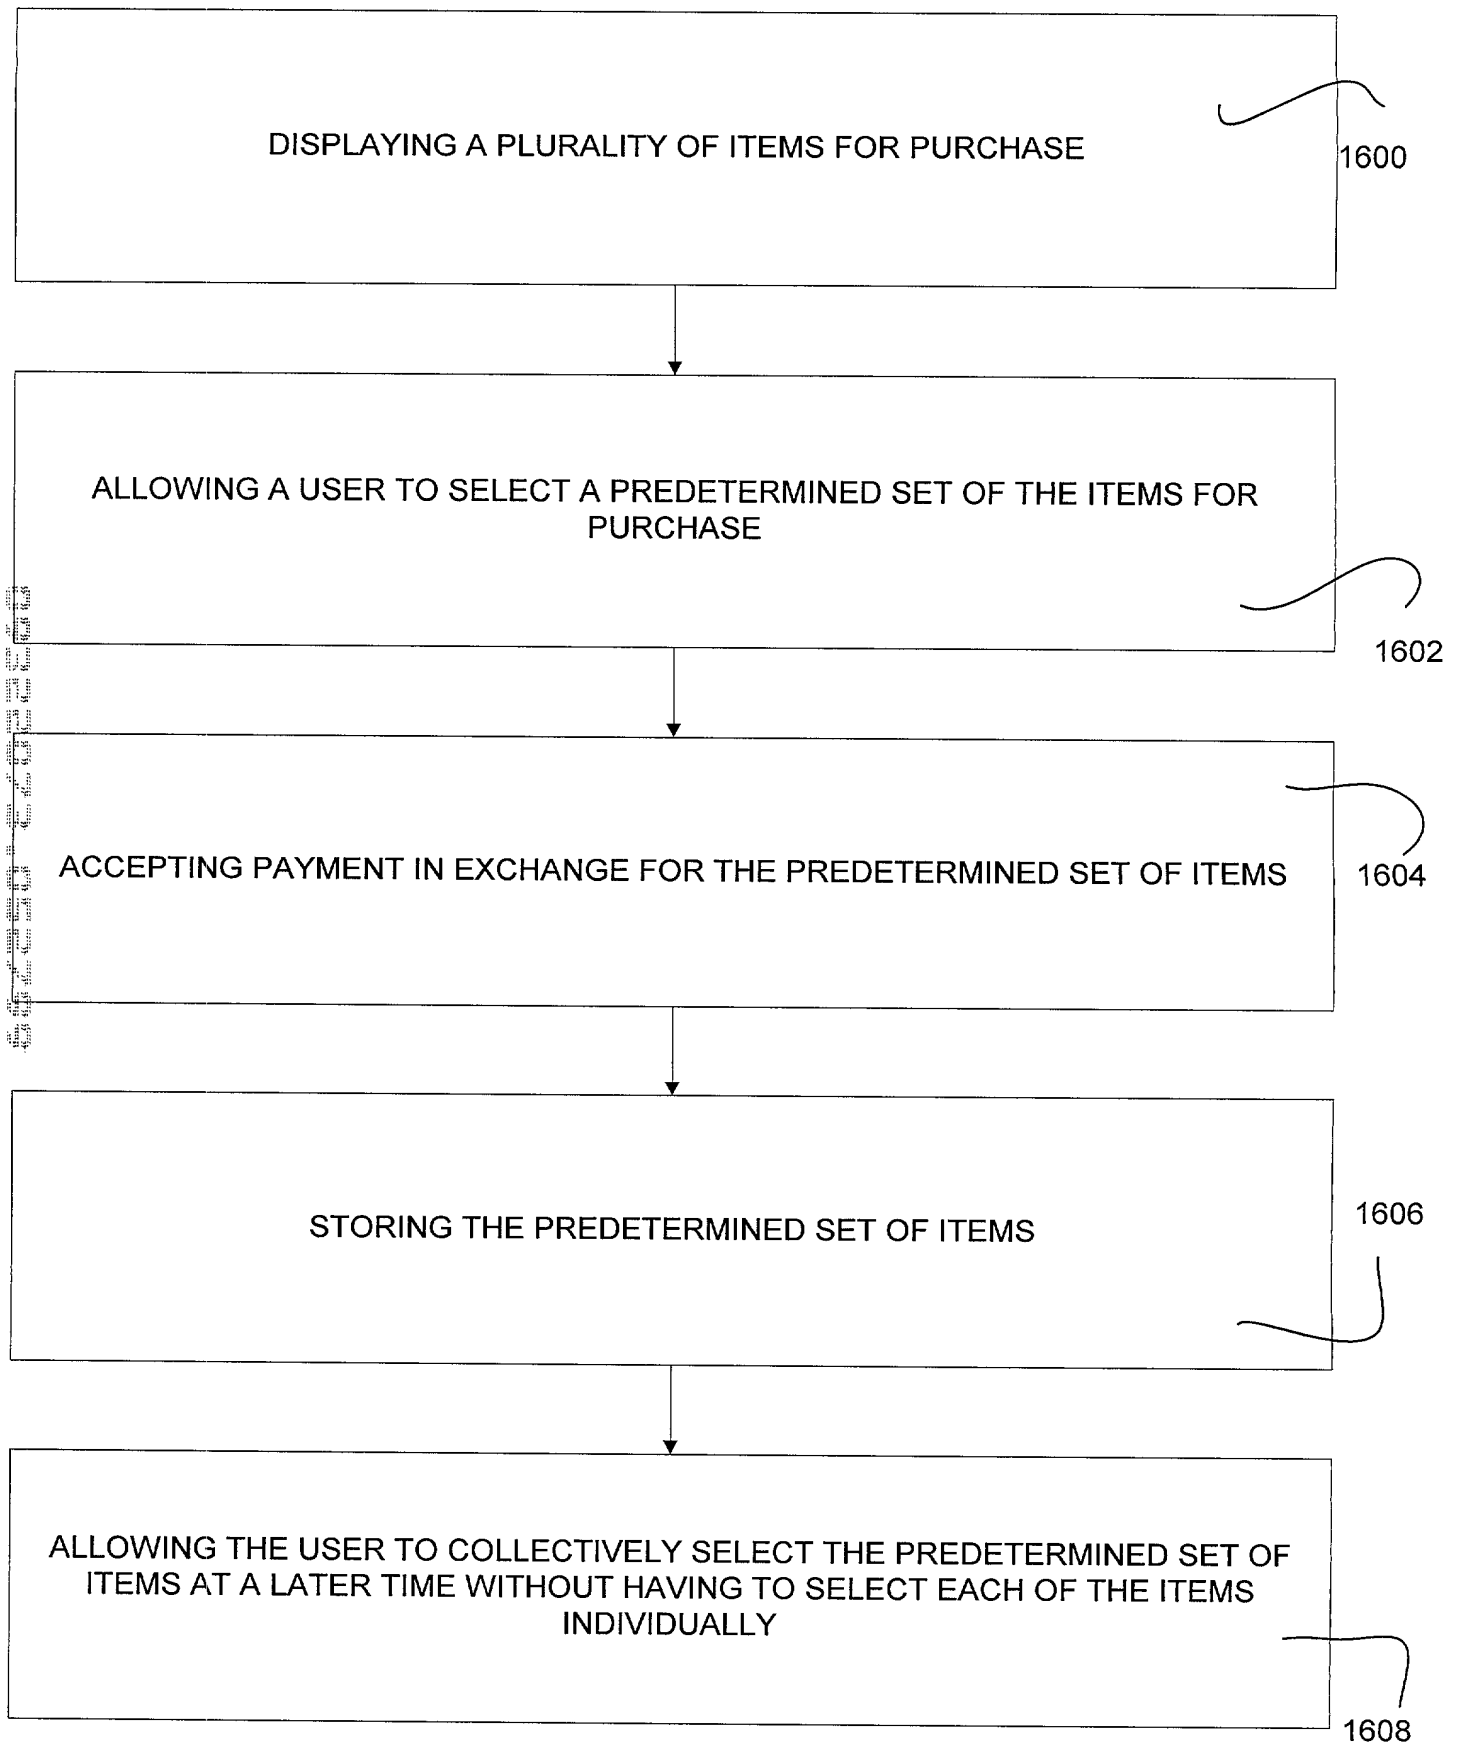 DISPLAYING A PLURALITY OF ITEMS FOR PURCHASE
1600
ALLOWING A USER TO SELECT A PREDETERMINED SET OF THE ITEMS FOR
PURCHASE
1602
ACCEPTING PAYMENT IN EXCHANGE FOR THE PREDETERMINED SET OF ITEMS
1604
STORING THE PREDETERMINED SET OF ITEMS
1606
ALLOWING THE USER TO COLLECTIVELY SELECT THE PREDETERMINED SET OF
ITEMS AT A LATER TIME WITHOUT HAVING TO SELECT EACH OF THE ITEMS
INDIVIDUALLY
1608